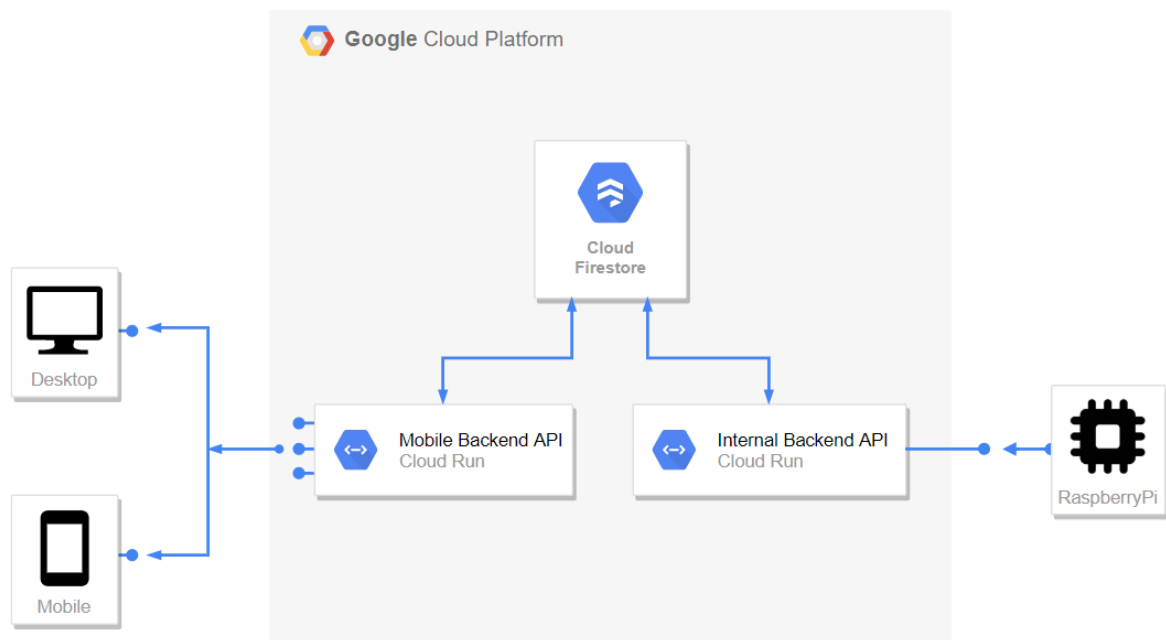 Google Cloud Platform
Cloud
Firestore
Desktop
Mobile Backend API
Cloud Run
Internal Backend API
Cloud Run
RaspberryPi
Mobile